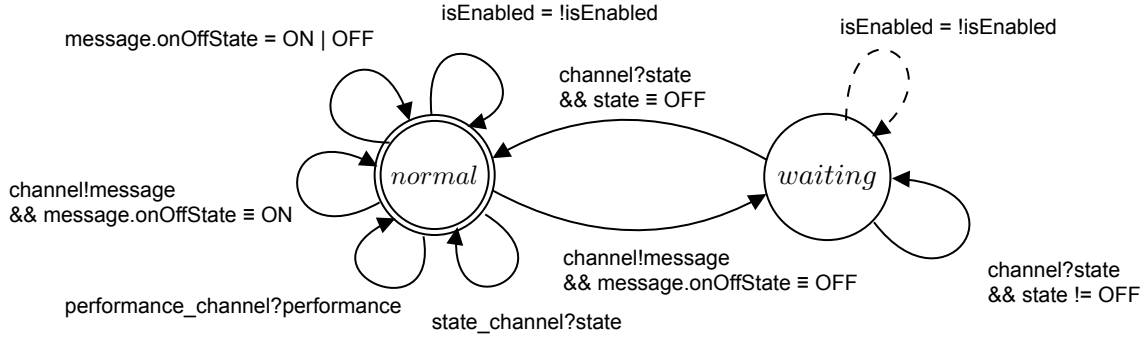 isEnabled = !isEnabled
message.onOffState = ON | OFF
isEnabled = !isEnabled
channel?state
&& state ≡ OFF
normal
waiting
channel!message
&& message.onOffState ≡ ON
channel!message
&& message.onOffState ≡ OFF
channel?state
&& state != OFF
performance_channel?performance
state_channel?state